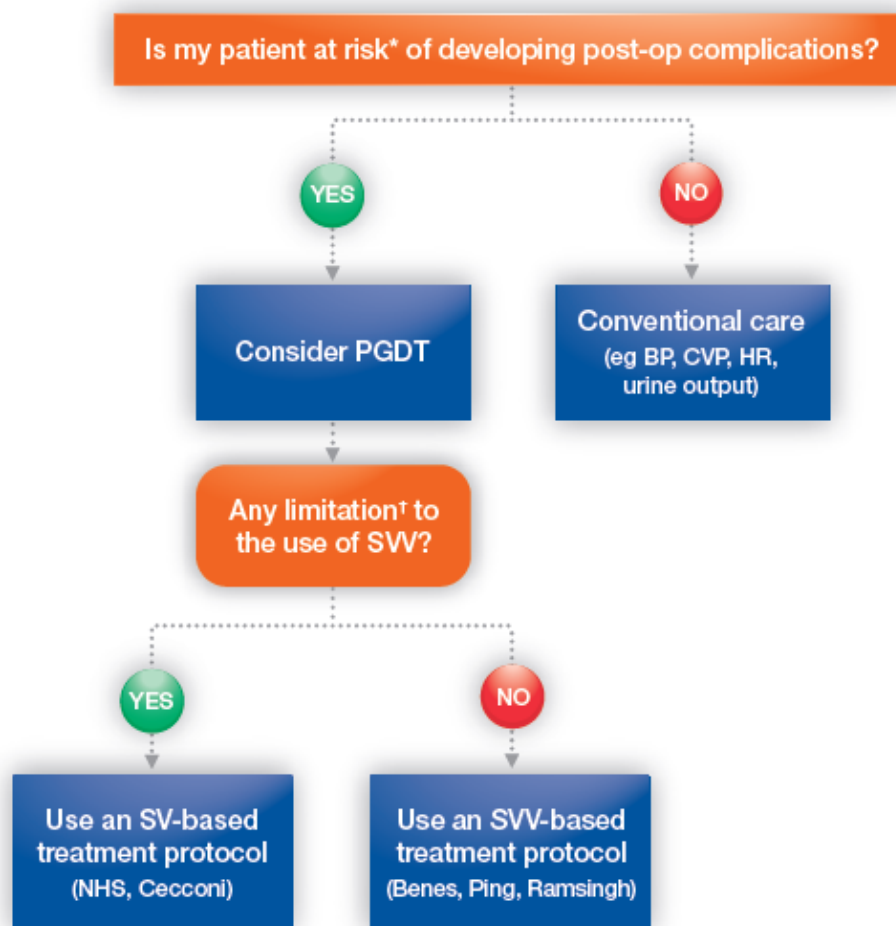 Is my patient at risk* of developing post-op complications?
YES
NO
Consider PGDT
Conventional care
(eg BP, CVP, HR,
urine output)
Any limitation† to
the use of SVV?
YES
NO
Use an SV-based
treatment protocol
(NHS, Cecconi)
Use an SVV-based
treatment protocol
(Benes, Ping, Ramsingh)